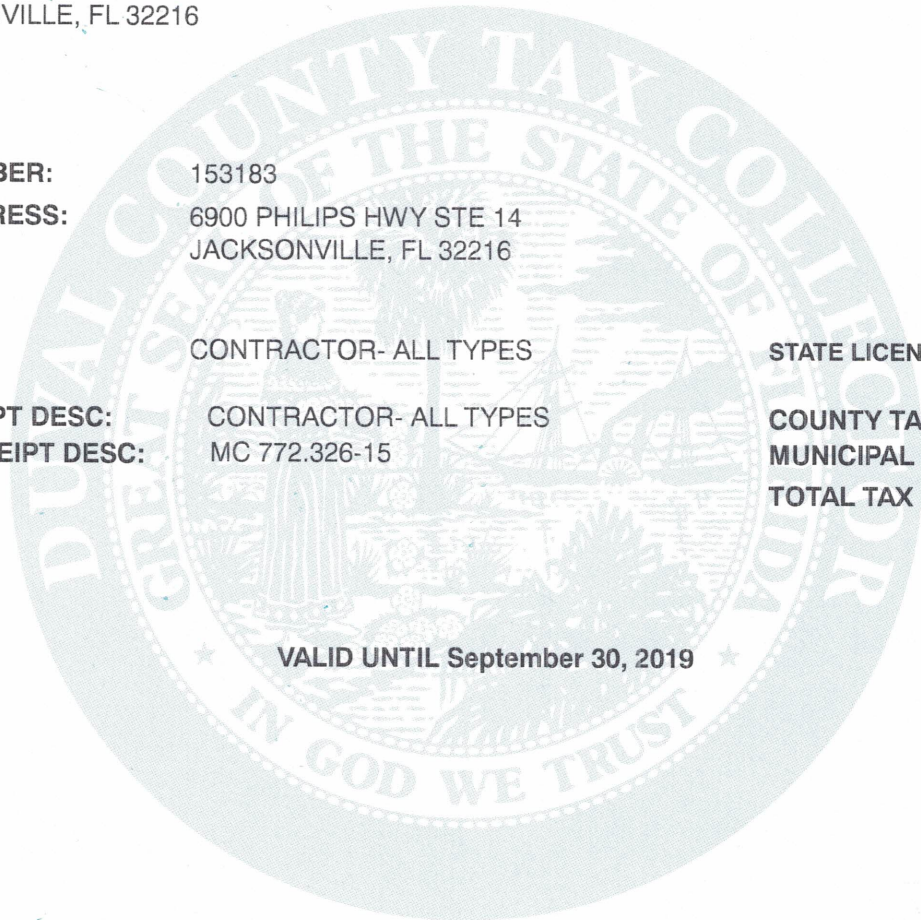 VILLE, FL 32216
BER: 153183
RESS: 6900 PHILIPS HWY STE 14
JACKSONVILLE, FL 32216
CONTRACTOR- ALL TYPES STATE LICEN
PT DESC: CONTRACTOR- ALL TYPES COUNTY TA
EIPT DESC: MC 772.326-15 MUNICIPAL
TOTAL TAX
VALID UNTIL September 30, 2019
DUVAL COUNTY TAX COLLECTOR
GREAT SEAL OF THE STATE OF FLORIDA
IN GOD WE TRUST